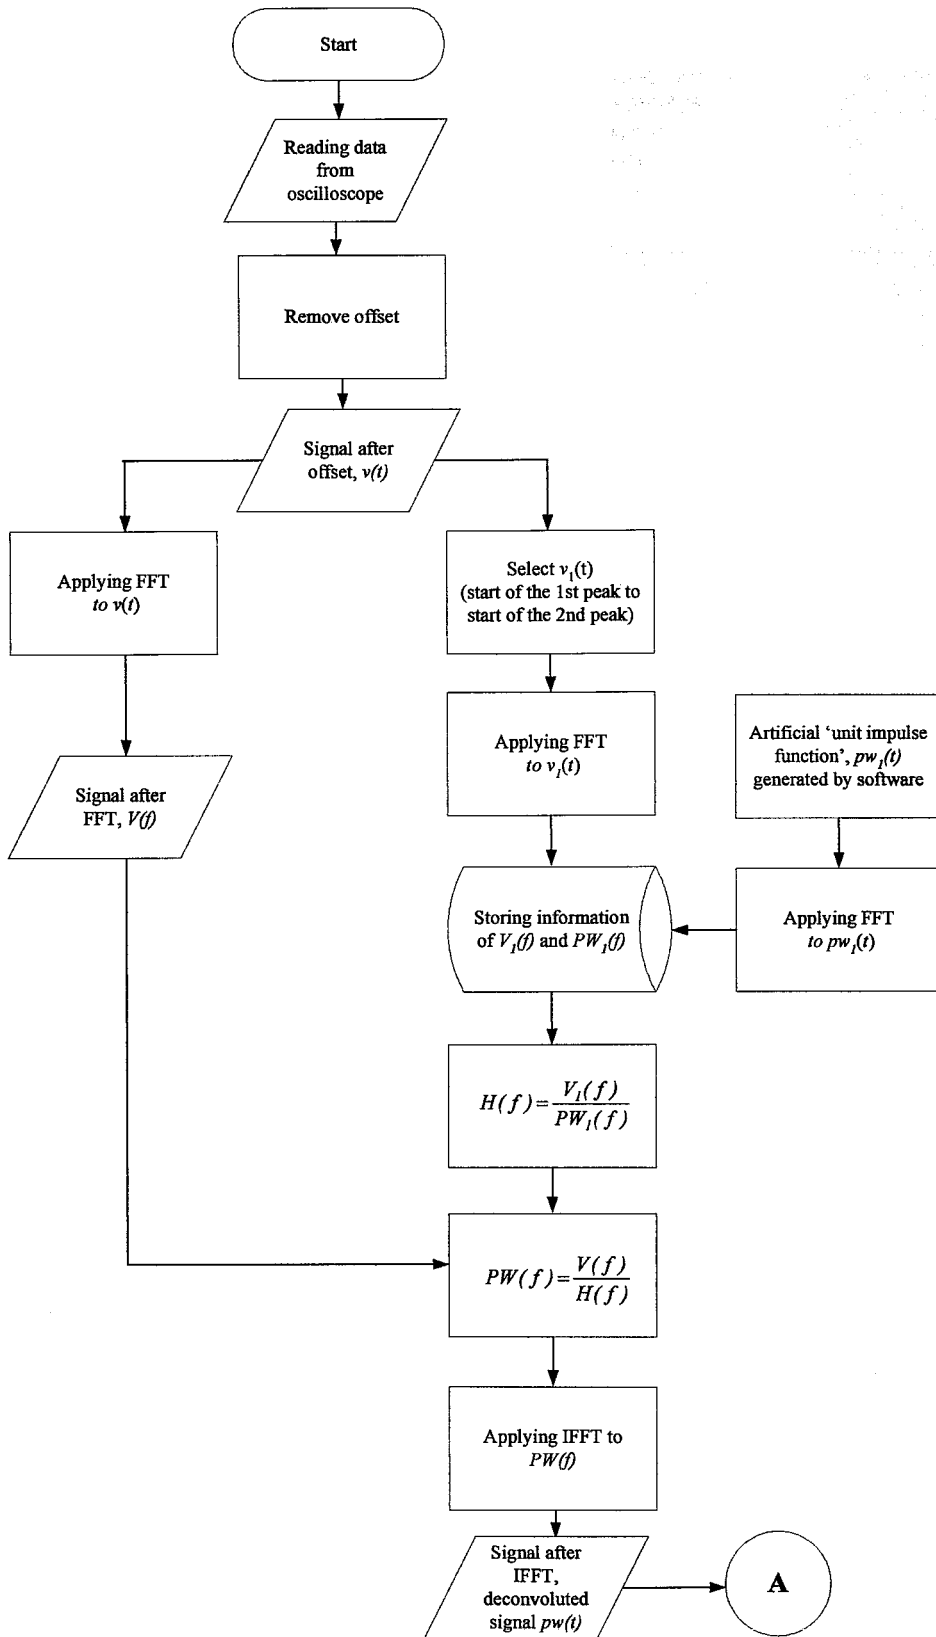 Start
Reading data
from
oscilloscope
Remove offset
Signal after
offset, v(t)
Applying FFT
to v(t)
Signal after
FFT, V(f)
Select v₁(t)
(start of the 1st peak to
start of the 2nd peak)
Applying FFT
to v₁(t)
Artificial ‘unit impulse
function’, pw₁(t)
generated by software
Applying FFT
to pw₁(t)
Storing information
of V₁(f) and PW₁(f)
H(f) = V₁(f) / PW₁(f)
PW(f) = V(f) / H(f)
Applying IFFT to
PW(f)
Signal after
IFFT,
deconvoluted
signal pw(t)
A